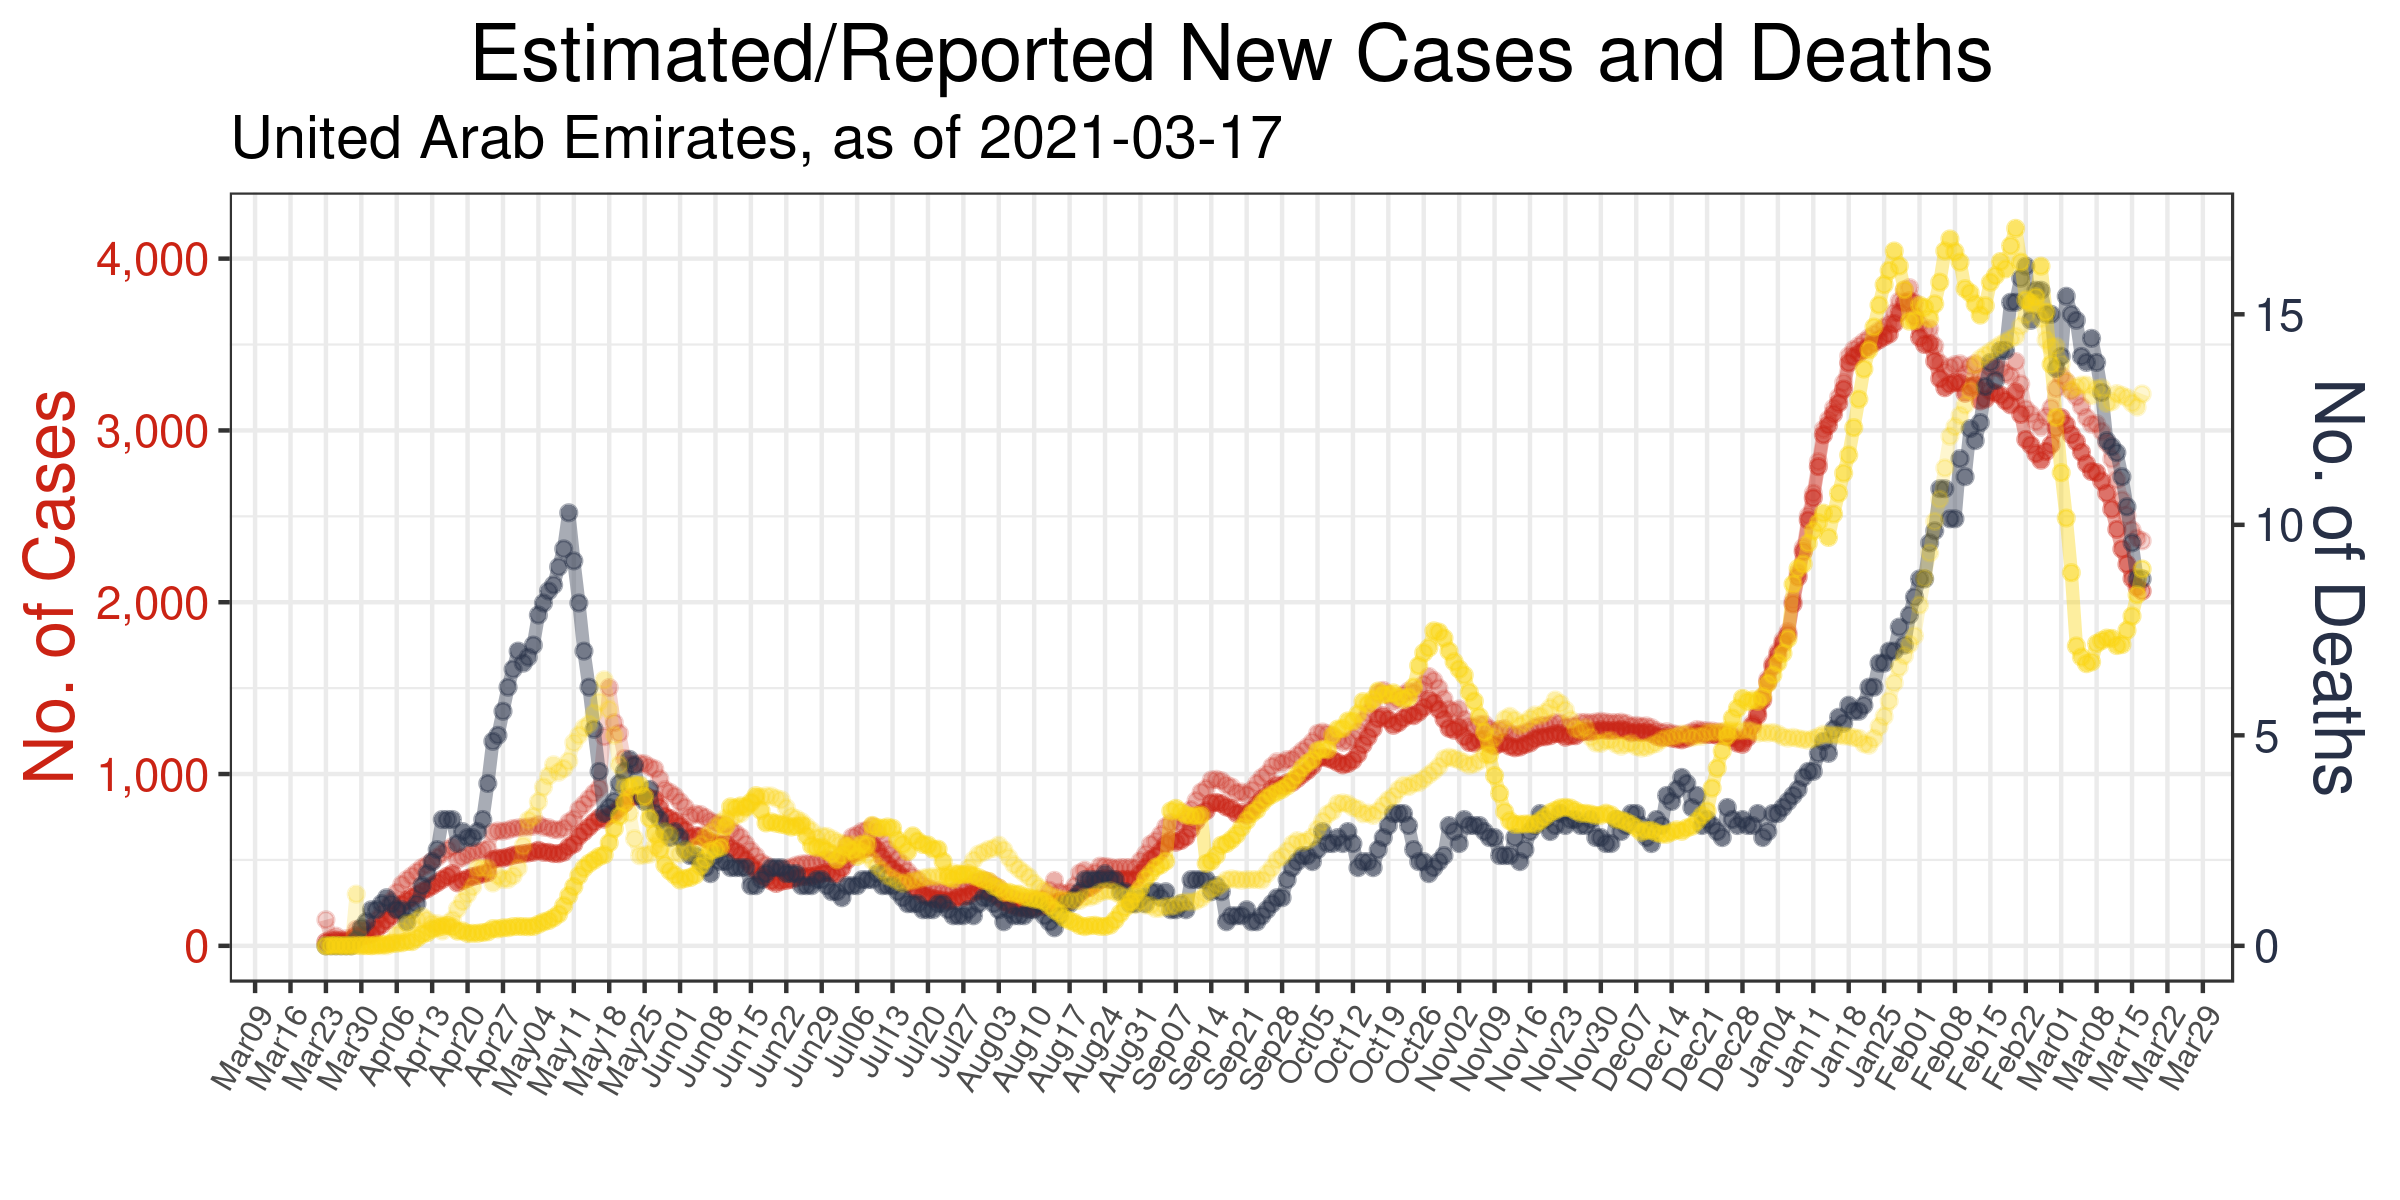 Estimated/Reported New Cases and Deaths
United Arab Emirates, as of 2021-03-17
No. of Cases
4,000
3,000
2,000
1,000
0
No. of Deaths
15
10
5
0
Mar09 Mar16 Mar23 Mar30 Apr06 Apr13 Apr20 Apr27 May04 May11 May18 May25 Jun01 Jun08 Jun15 Jun22 Jun29 Jul06 Jul13 Jul20 Jul27 Aug03 Aug10 Aug17 Aug24 Aug31 Sep07 Sep14 Sep21 Sep28 Oct05 Oct12 Oct19 Oct26 Nov02 Nov09 Nov16 Nov23 Nov30 Dec07 Dec14 Dec21 Dec28 Jan04 Jan11 Jan18 Jan25 Feb01 Feb08 Feb15 Feb22 Mar01 Mar08 Mar15 Mar22 Mar29